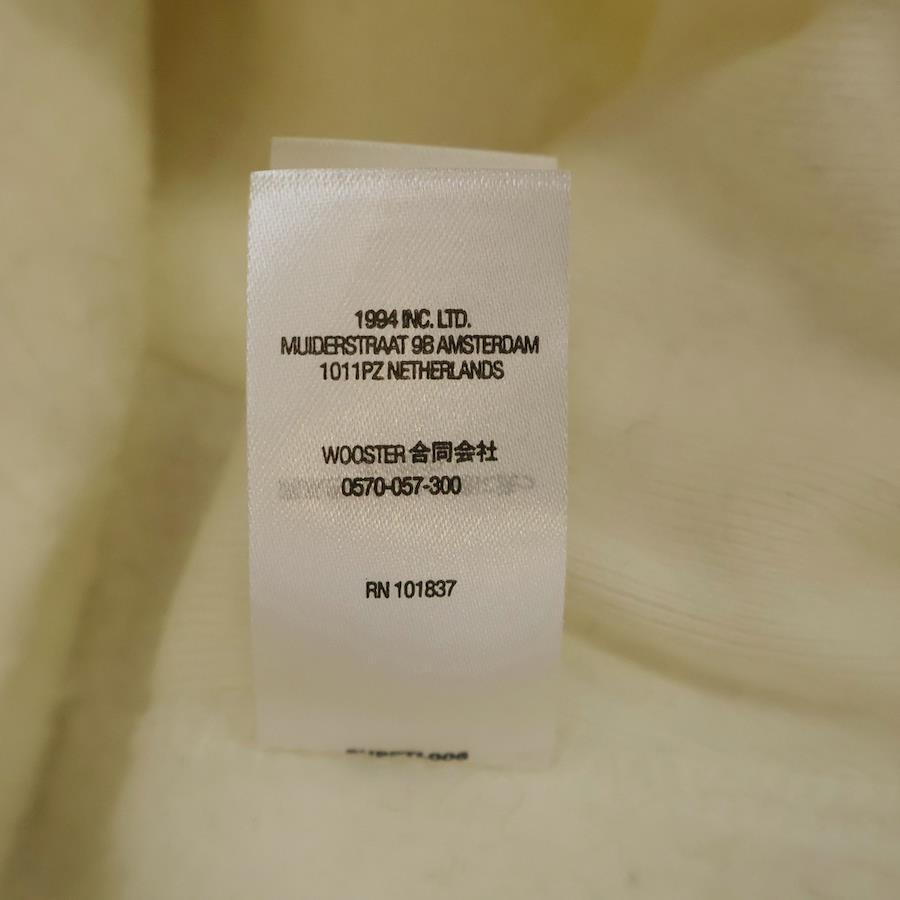 1994 INC. LTD.
MUIDERSTRAAT 9B AMSTERDAM
1011PZ NETHERLANDS
WOOSTER 合同会社
0570-057-300
RN 101837